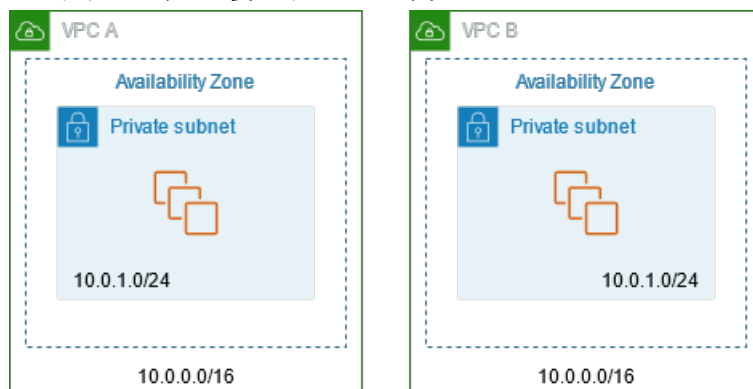 VPC A
Availability Zone
Private subnet
10.0.1.0/24
10.0.0.0/16
VPC B
Availability Zone
Private subnet
10.0.1.0/24
10.0.0.0/16